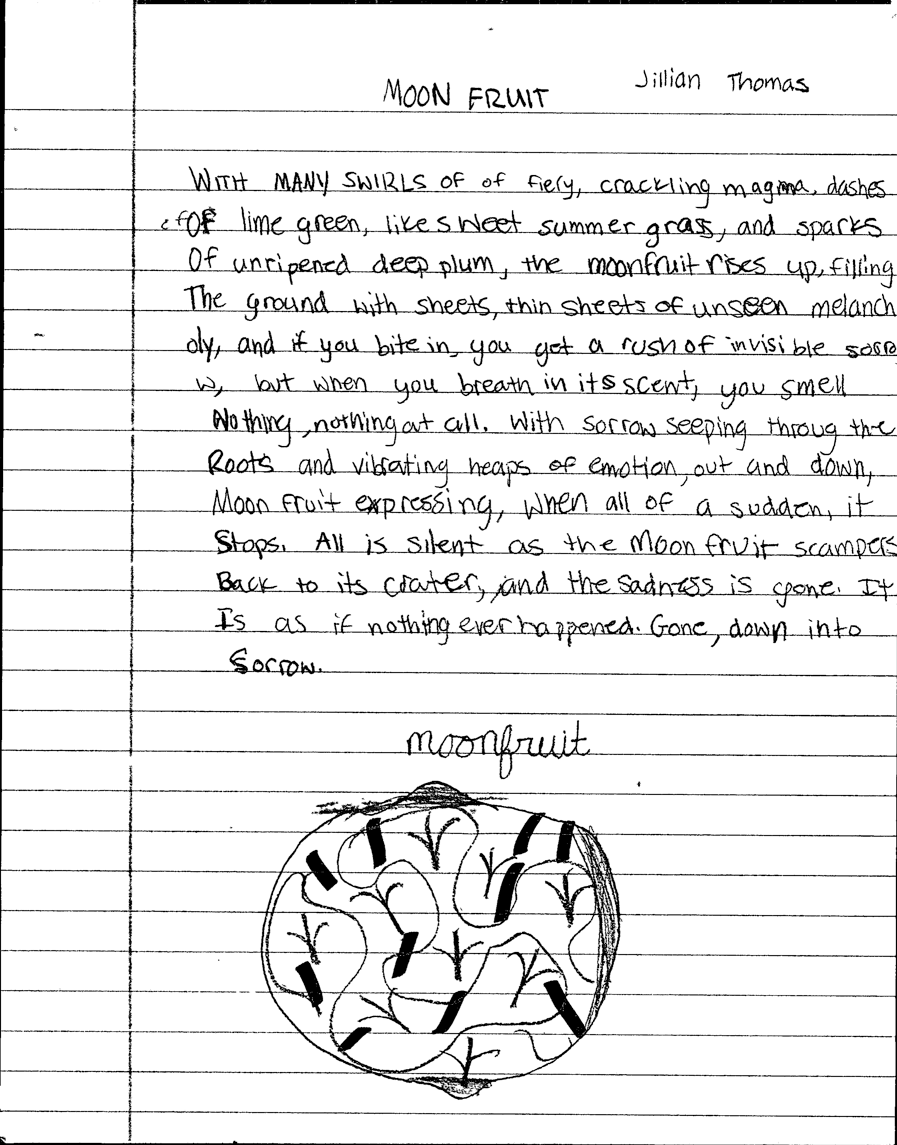 MOON FRUIT Jillian Thomas
WITH MANY SWIRLS OF OF fiery, crackling magma, dashes
OF lime green, like sweet summer grass, and sparks
Of unripened deep plum, the moonfruit rises up, filling
The ground with sheets, thin sheets of unseen melanch
oly, and if you bite in, you get a rush of invisible sorro
w, but when you breath in its scent, you smell
Nothing, nothing at all. With sorrow seeping throug the
Roots and vibrating heaps of emotion, out and down,
Moon fruit expressing, when all of a sudden, it
Stops. All is silent as the Moon fruit scampers
Back to its crater, and the sadness is gone. It
Is as if nothing ever happened. Gone, down into
Sorrow.
moonfruit